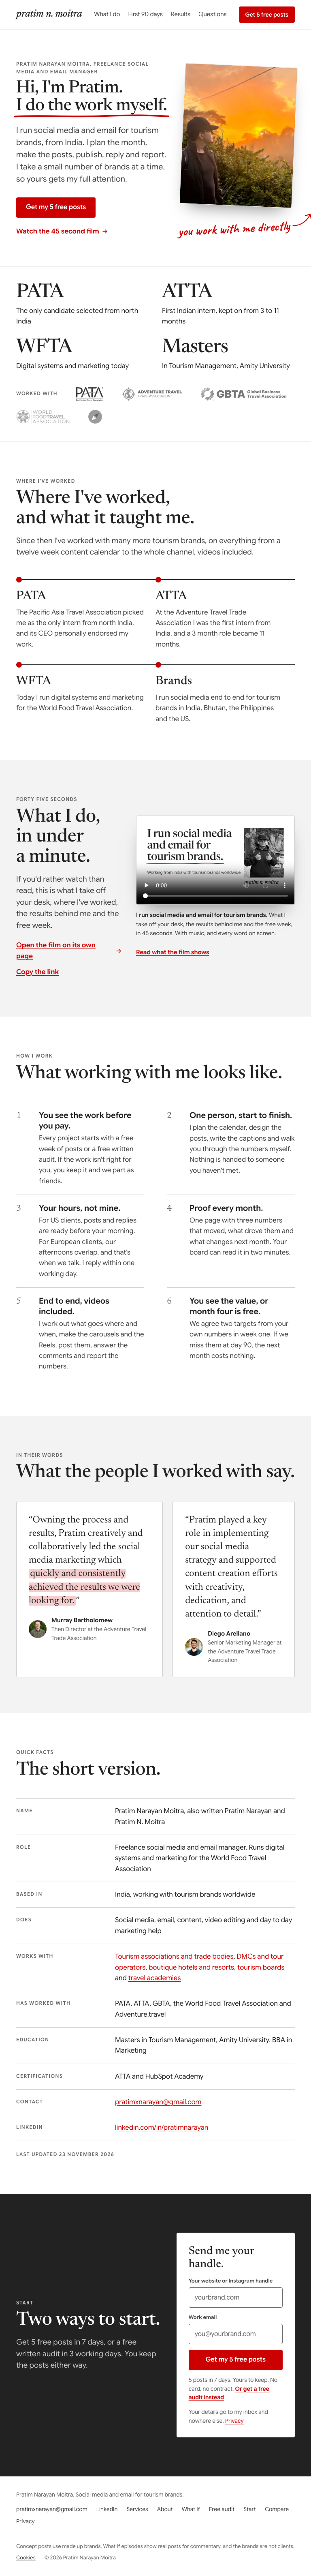 pratim n. moitra
What I do
First 90 days
Results
Questions
Get 5 free posts
PRATIM NARAYAN MOITRA, FREELANCE SOCIAL
MEDIA AND EMAIL MANAGER
Hi, I'm Pratim.
I do the work myself.
I run social media and email for tourism
brands, from India. I plan the month,
make the posts, publish, reply and report.
I take a small number of brands at a time,
so yours gets my full attention.
Get my 5 free posts
Watch the 45 second film →
you work with me directly
PATA
The only candidate selected from north
India
ATTA
First Indian intern, kept on from 3 to 11
months
WFTA
Digital systems and marketing today
Masters
In Tourism Management, Amity University
WORKED WITH
PATA
ADVENTURE TRAVEL
TRADE ASSOCIATION
GBTA Global Business
Travel Association
WORLD
FOODTRAVEL
ASSOCIATION
WHERE I'VE WORKED
Where I've worked,
and what it taught me.
Since then I've worked with many more tourism brands, on everything from a
twelve week content calendar to the whole channel, videos included.
PATA
The Pacific Asia Travel Association picked
me as the only intern from north India,
and its CEO personally endorsed my
work.
ATTA
At the Adventure Travel Trade
Association I was the first intern from
India, and a 3 month role became 11
months.
WFTA
Today I run digital systems and marketing
for the World Food Travel Association.
Brands
I run social media end to end for tourism
brands in India, Bhutan, the Philippines
and the US.
FORTY FIVE SECONDS
What I do,
in under
a minute.
If you'd rather watch than
read, this is what I take off
your desk, where I've worked,
the results behind me and the
free week.
Open the film on its own
page →
Copy the link
I run social media
and email for
tourism brands.
Working from India with tourism brands worldwide
pratim n. moitra
0:00
I run social media and email for tourism brands. What I
take off your desk, where I've worked, the results behind me and the free week,
in 45 seconds. With music, and every word on screen.
Read what the film shows
HOW I WORK
What working with me looks like.
1
You see the work before
you pay.
Every project starts with a free
week of posts or a free written
audit. If the work isn't right for
you, you keep it and we part as
friends.
2
One person, start to finish.
I plan the calendar, design the
posts, write the captions and walk
you through the numbers myself.
Nothing is handed to someone
you haven't met.
3
Your hours, not mine.
For US clients, posts and replies
are ready before your morning.
For European clients, our
afternoons overlap, and that's
when we talk. I reply within one
working day.
4
Proof every month.
One page with three numbers
that moved, what drove them and
what changes next month. Your
board can read it in two minutes.
5
End to end, videos
included.
I work out what goes where and
when, make the carousels and the
Reels, post them, answer the
comments and report the
numbers.
6
You see the value, or
month four is free.
We agree two targets from your
own numbers in week one. If we
miss them at day 90, the next
month costs nothing.
IN THEIR WORDS
What the people I worked with say.
“Owning the process and
results, Pratim creatively and
collaboratively led the social
media marketing which
quickly and consistently
achieved the results we were
looking for.”
Murray Bartholomew
Then Director at the Adventure Travel
Trade Association
“Pratim played a key
role in implementing
our social media
strategy and supported
content creation efforts
with creativity,
dedication, and
attention to detail.”
Diego Arellano
Senior Marketing Manager at
the Adventure Travel Trade
Association
QUICK FACTS
The short version.
NAME
Pratim Narayan Moitra, also written Pratim Narayan and
Pratim N. Moitra
ROLE
Freelance social media and email manager. Runs digital
systems and marketing for the World Food Travel
Association
BASED IN
India, working with tourism brands worldwide
DOES
Social media, email, content, video editing and day to day
marketing help
WORKS WITH
Tourism associations and trade bodies, DMCs and tour
operators, boutique hotels and resorts, tourism boards
and travel academies
HAS WORKED WITH
PATA, ATTA, GBTA, the World Food Travel Association and
Adventure.travel
EDUCATION
Masters in Tourism Management, Amity University. BBA in
Marketing
CERTIFICATIONS
ATTA and HubSpot Academy
CONTACT
pratimxnarayan@gmail.com
LINKEDIN
linkedin.com/in/pratimnarayan
LAST UPDATED 23 NOVEMBER 2026
START
Two ways to start.
Get 5 free posts in 7 days, or a free
written audit in 3 working days. You keep
the posts either way.
Send me your
handle.
Your website or Instagram handle
yourbrand.com
Work email
you@yourbrand.com
Get my 5 free posts
5 posts in 7 days. Yours to keep. No
card, no contract. Or get a free
audit instead
Your details go to my inbox and
nowhere else. Privacy
Pratim Narayan Moitra. Social media and email for tourism brands.
pratimxnarayan@gmail.com
LinkedIn
Services
About
What If
Free audit
Start
Compare
Privacy
Concept posts use made up brands. What If episodes show real posts for commentary, and the brands are not clients.
Cookies
© 2026 Pratim Narayan Moitra